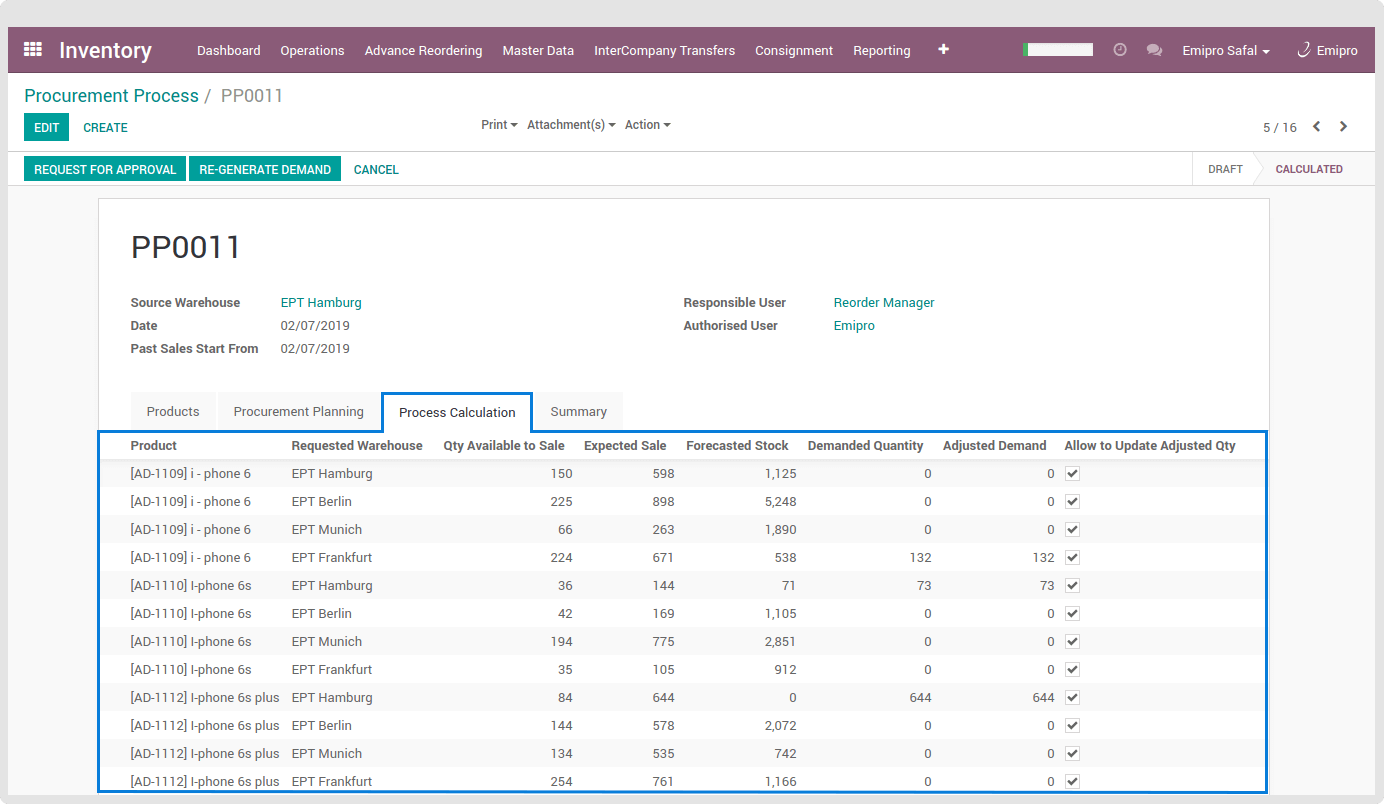 Inventory Dashboard Operations Advance Reordering Master Data InterCompany Transfers Consignment Reporting Emipro Safal Emipro
Procurement Process / PP0011
EDIT CREATE Print Attachment(s) Action 5 / 16
REQUEST FOR APPROVAL RE-GENERATE DEMAND CANCEL DRAFT CALCULATED
PP0011
Source Warehouse EPT Hamburg Responsible User Reorder Manager
Date 02/07/2019 Authorised User Emipro
Past Sales Start From 02/07/2019
Products Procurement Planning Process Calculation Summary
Product Requested Warehouse Qty Available to Sale Expected Sale Forecasted Stock Demanded Quantity Adjusted Demand Allow to Update Adjusted Qty
[AD-1109] i - phone 6 EPT Hamburg 150 598 1,125 0 0
[AD-1109] i - phone 6 EPT Berlin 225 898 5,248 0 0
[AD-1109] i - phone 6 EPT Munich 66 263 1,890 0 0
[AD-1109] i - phone 6 EPT Frankfurt 224 671 538 132 132
[AD-1110] I-phone 6s EPT Hamburg 36 144 71 73 73
[AD-1110] I-phone 6s EPT Berlin 42 169 1,105 0 0
[AD-1110] I-phone 6s EPT Munich 194 775 2,851 0 0
[AD-1110] I-phone 6s EPT Frankfurt 35 105 912 0 0
[AD-1112] I-phone 6s plus EPT Hamburg 84 644 0 644 644
[AD-1112] I-phone 6s plus EPT Berlin 144 578 2,072 0 0
[AD-1112] I-phone 6s plus EPT Munich 134 535 742 0 0
[AD-1112] I-phone 6s plus EPT Frankfurt 254 761 1,166 0 0